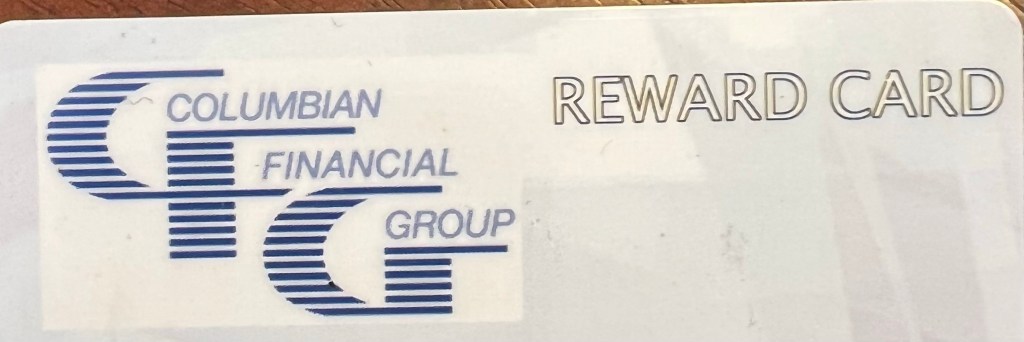 COLUMBIAN
FINANCIAL
GROUP
REWARD CARD